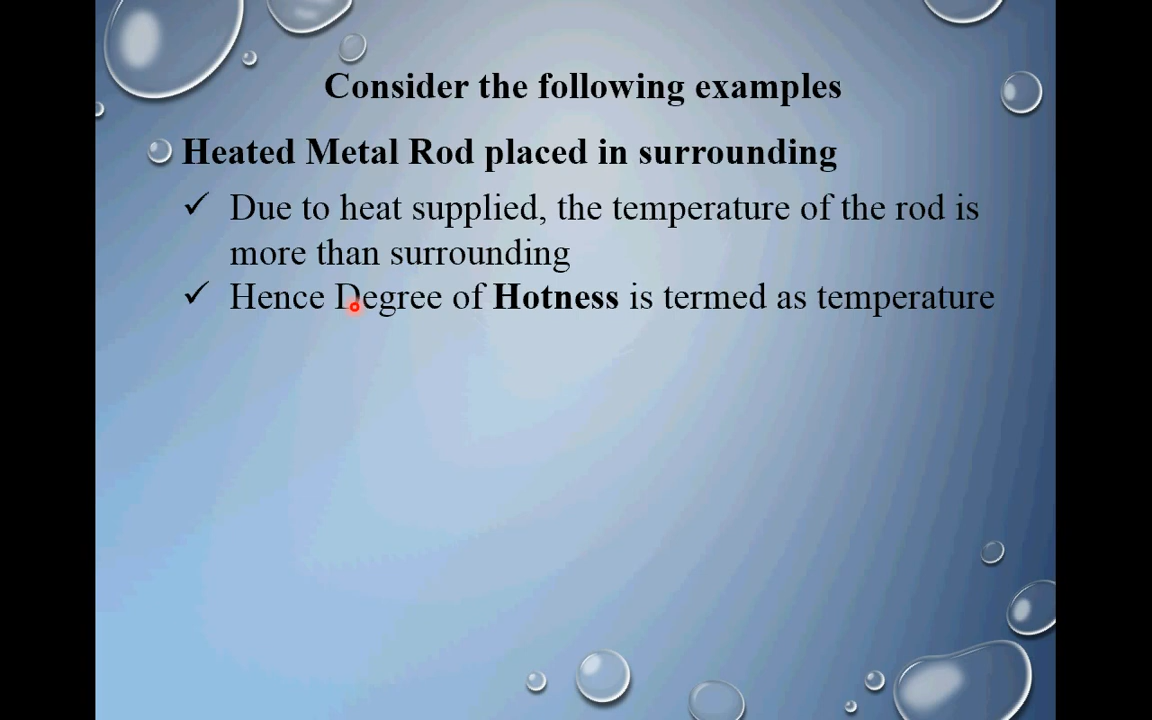 Consider the following examples
Heated Metal Rod placed in surrounding
✓ Due to heat supplied, the temperature of the rod is
more than surrounding
✓ Hence Degree of Hotness is termed as temperature